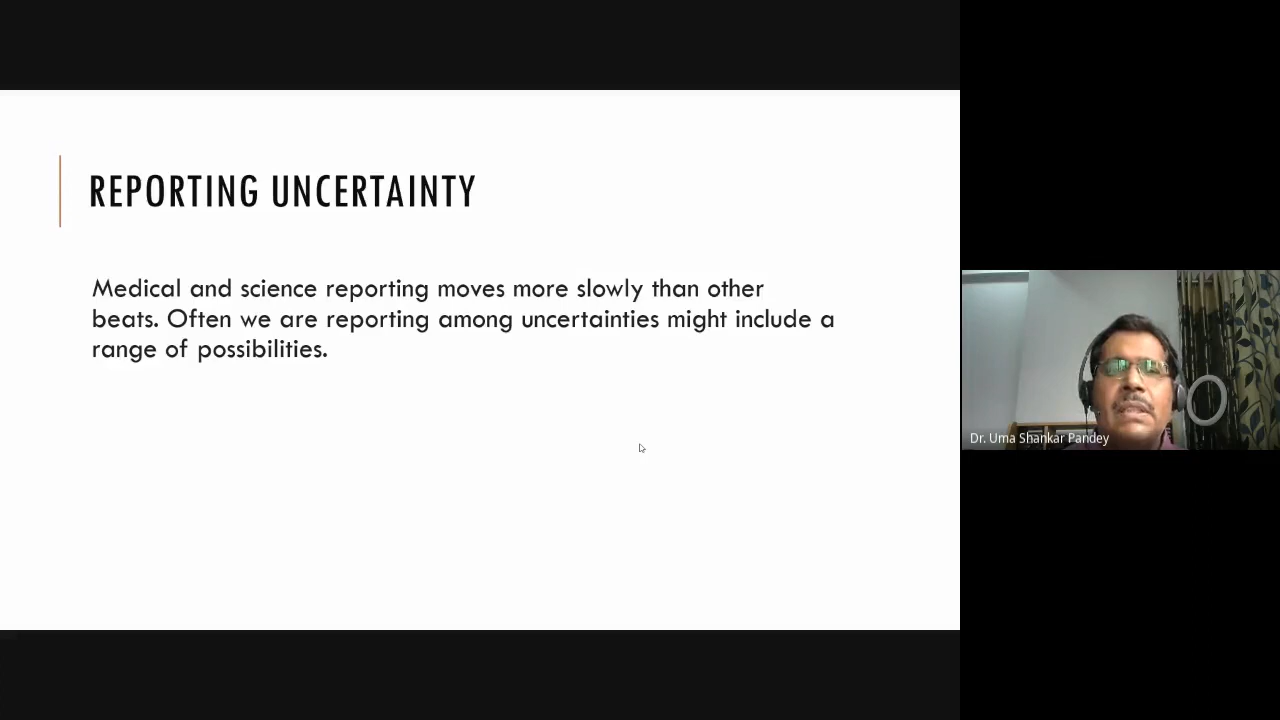 REPORTING UNCERTAINTY
Medical and science reporting moves more slowly than other
beats. Often we are reporting among uncertainties might include a
range of possibilities.
Dr. Uma Shankar Pandey